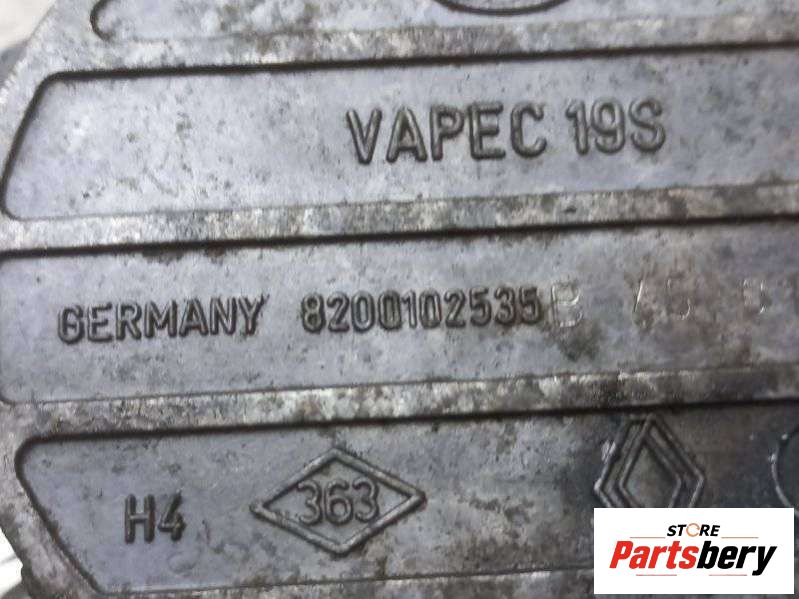 VAPEC 19S
GERMANY 8200102535 B
H4 363
STORE
Partsbery